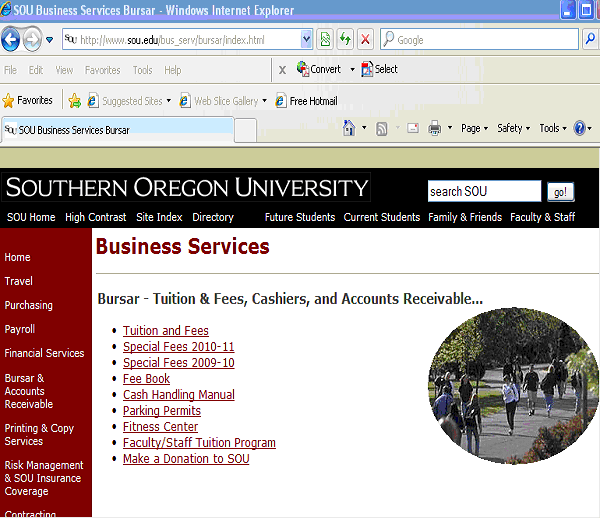 SOU Business Services Bursar - Windows Internet Explorer
SOU http://www.sou.edu/bus_serv/bursar/index.html
Google
File Edit View Favorites Tools Help
x Convert Select
Favorites Suggested Sites Web Slice Gallery Free Hotmail
SOU SOU Business Services Bursar
Page Safety Tools
SOUTHERN OREGON UNIVERSITY
search SOU go!
SOU Home High Contrast Site Index Directory Future Students Current Students Family & Friends Faculty & Staff
Home
Travel
Purchasing
Payroll
Financial Services
Bursar &
Accounts
Receivable
Printing & Copy
Services
Risk Management
& SOU Insurance
Coverage
Contracting
Business Services
Bursar - Tuition & Fees, Cashiers, and Accounts Receivable...
• Tuition and Fees
• Special Fees 2010-11
• Special Fees 2009-10
• Fee Book
• Cash Handling Manual
• Parking Permits
• Fitness Center
• Faculty/Staff Tuition Program
• Make a Donation to SOU